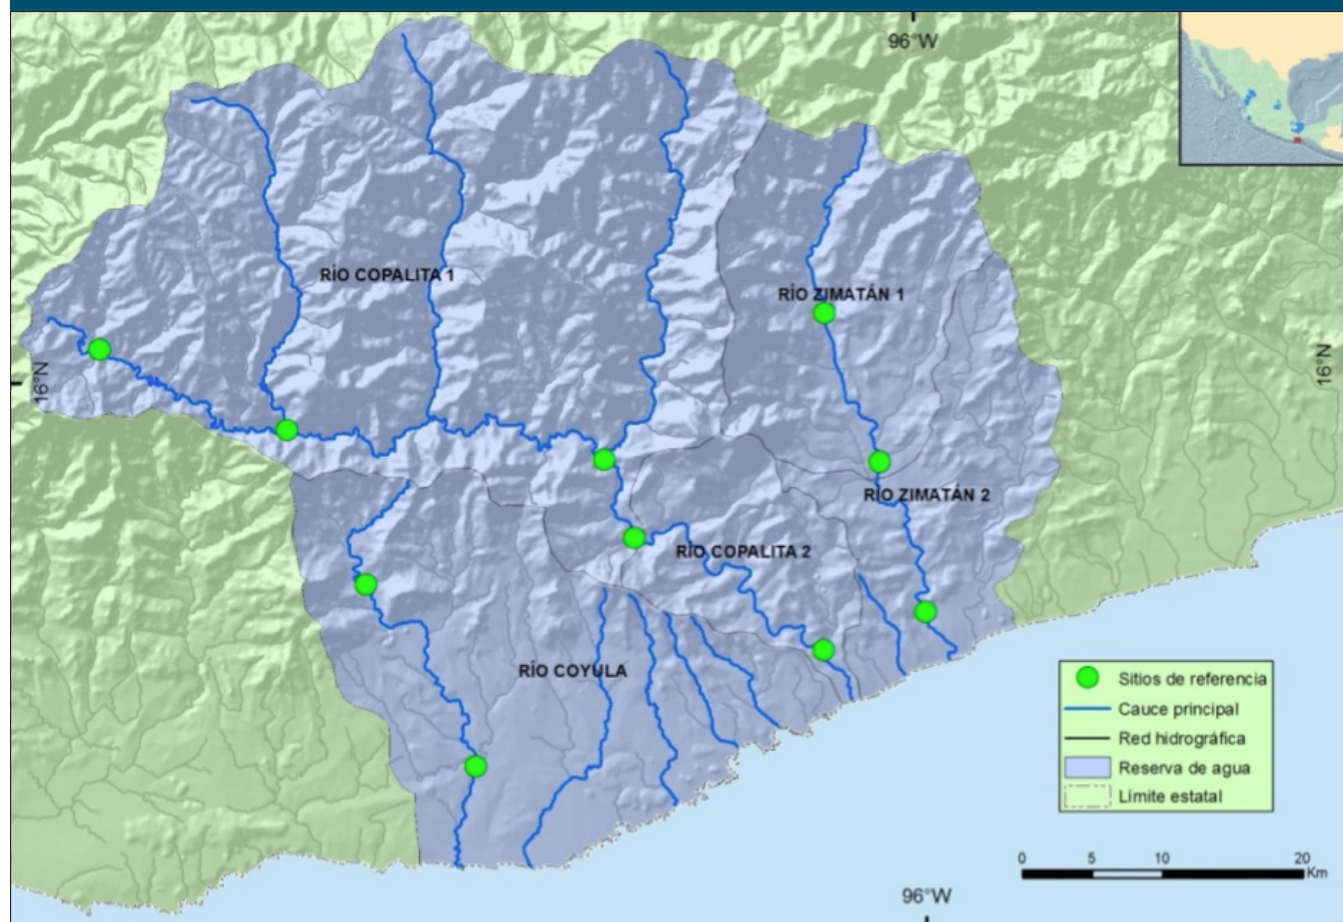 96°W
RÍO COPALITA 1
RÍO ZIMATÁN 1
16°N
16°N
RÍO ZIMATÁN 2
RÍO COPALITA 2
RÍO COYULA
Sitios de referencia
Cauce principal
Red hidrográfica
Reserva de agua
Límite estatal
0 5 10 20
Km
96°W